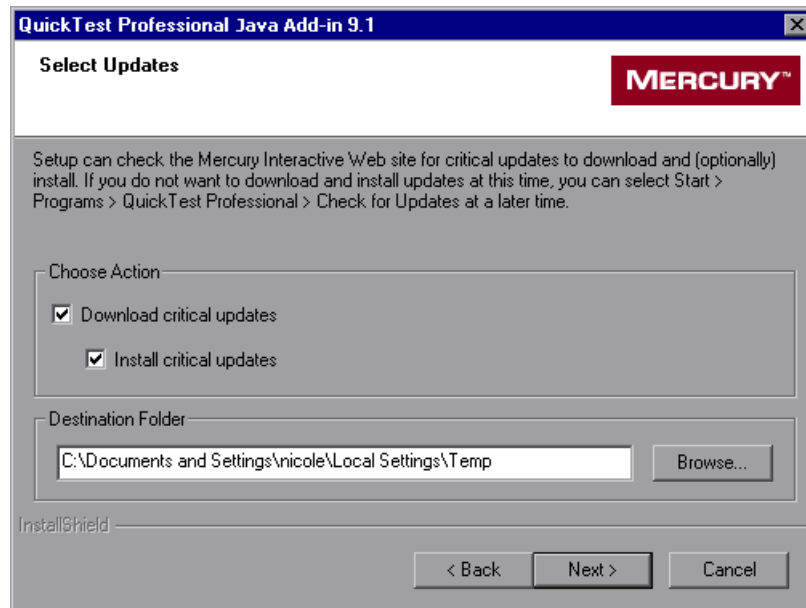 QuickTest Professional Java Add-in 9.1
Select Updates
MERCURY™
Setup can check the Mercury Interactive Web site for critical updates to download and (optionally)
install. If you do not want to download and install updates at this time, you can select Start >
Programs > QuickTest Professional > Check for Updates at a later time.
Choose Action
Download critical updates
Install critical updates
Destination Folder
C:\Documents and Settings\nicole\Local Settings\Temp
Browse...
InstallShield
< Back
Next >
Cancel